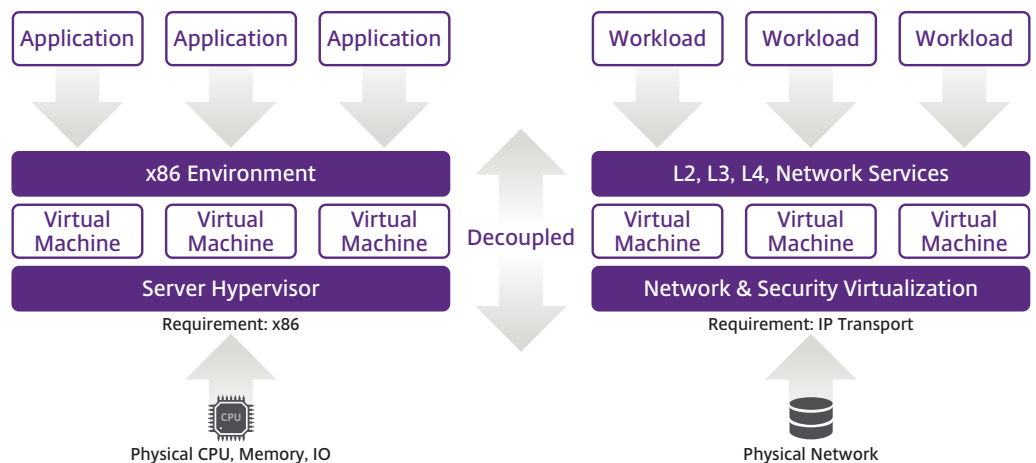 Application
Application
Application
x86 Environment
Virtual
Machine
Virtual
Machine
Virtual
Machine
Server Hypervisor
Requirement: x86
CPU
Physical CPU, Memory, IO
Decoupled
Workload
Workload
Workload
L2, L3, L4, Network Services
Virtual
Machine
Virtual
Machine
Virtual
Machine
Network & Security Virtualization
Requirement: IP Transport
Physical Network